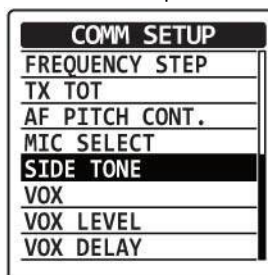 COMM SETUP
FREQUENCY STEP
TX TOT
AF PITCH CONT.
MIC SELECT
SIDE TONE
VOX
VOX LEVEL
VOX DELAY